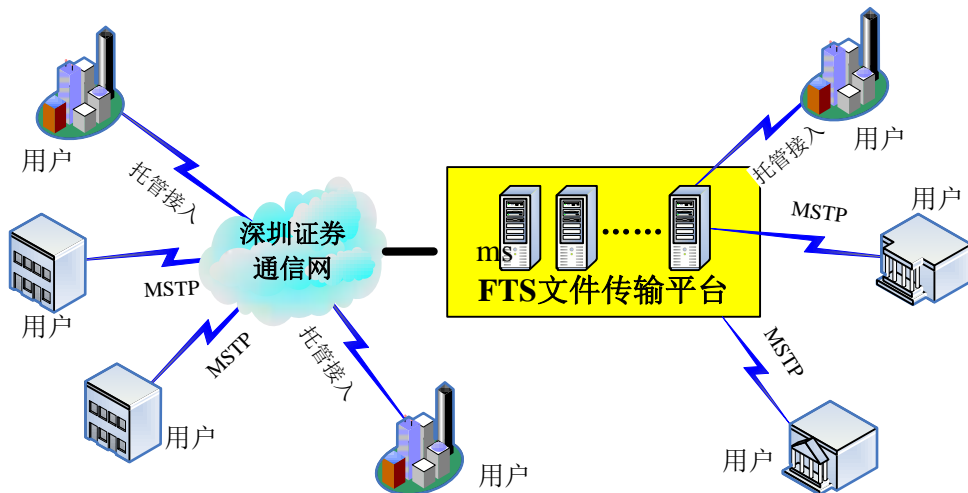 用户
托管接入
MSTP
用户
MSTP
用户
深圳证券
通信网
托管接入
用户
ms
......
FTS文件传输平台
托管接入
用户
MSTP
用户
MSTP
用户